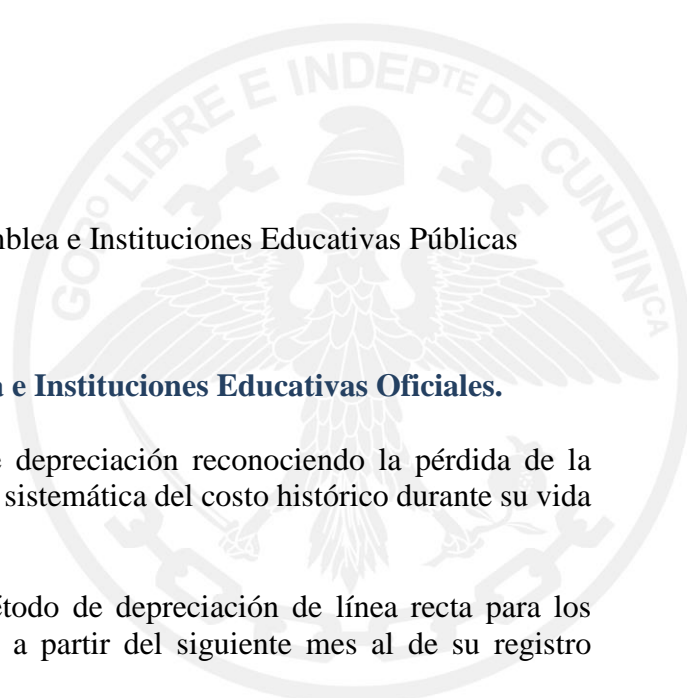 GOBº LIBRE E INDEPTE DE CUNDINCA
mblea e Instituciones Educativas Públicas
e Instituciones Educativas Oficiales.
depreciación reconociendo la pérdida de la
sistemática del costo histórico durante su vida
todo de depreciación de línea recta para los
a partir del siguiente mes al de su registro